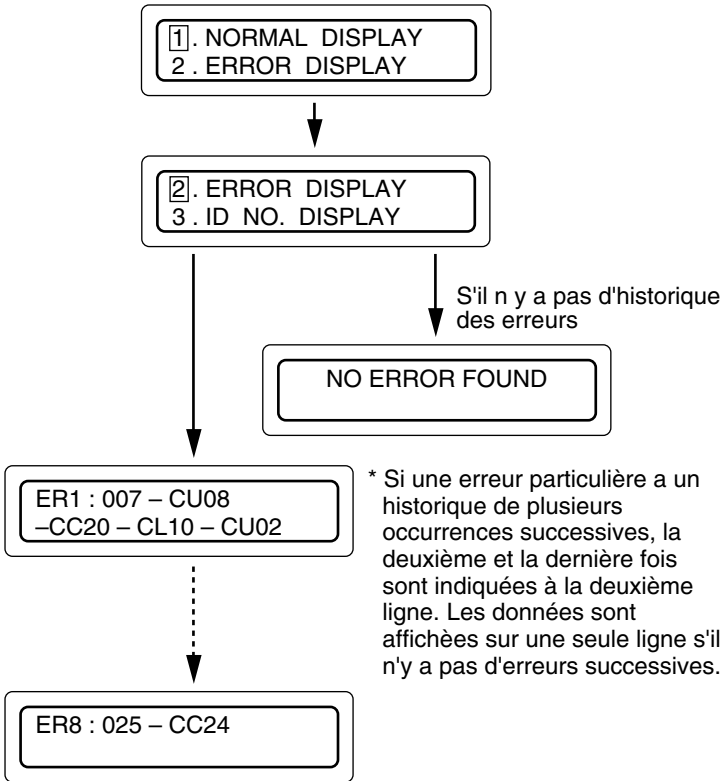 1. NORMAL DISPLAY
2 . ERROR DISPLAY
2. ERROR DISPLAY
3 . ID NO. DISPLAY
S'il n y a pas d'historique
des erreurs
NO ERROR FOUND
ER1 : 007 – CU08
–CC20 – CL10 – CU02
* Si une erreur particulière a un
historique de plusieurs
occurrences successives, la
deuxième et la dernière fois
sont indiquées à la deuxième
ligne. Les données sont
affichèes sur une seule ligne s'il
n'y a pas d'erreurs successives.
ER8 : 025 – CC24